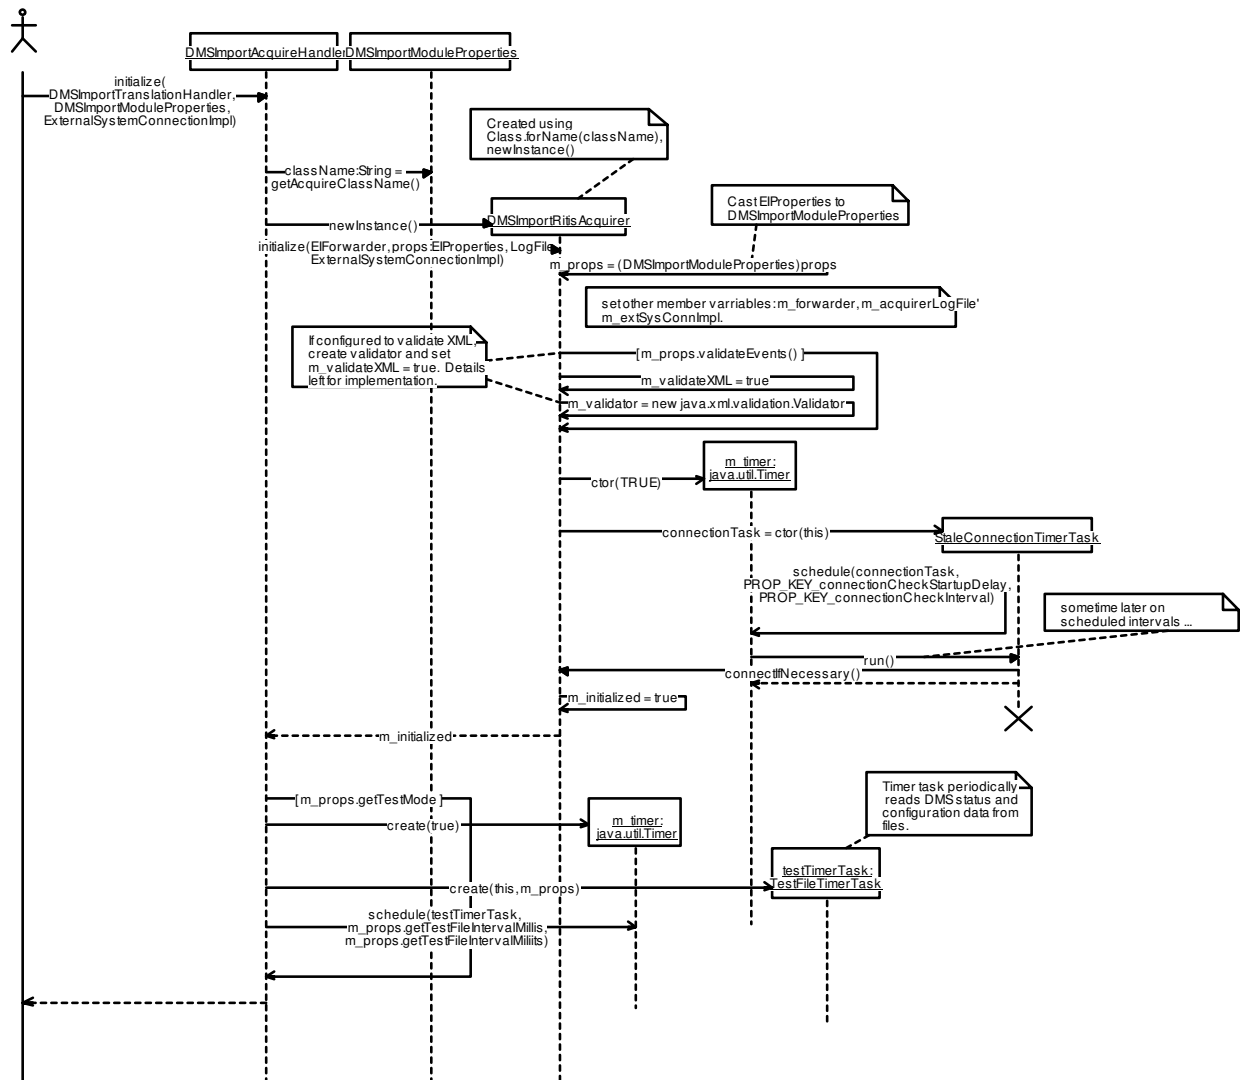 DMSImportAcquireHandler
DMSImportModuleProperties
initialize(
DMSImportTranslationHandler,
DMSImportModuleProperties,
ExternalSystemConnectionImpl)
Created using
Class.forName(className),
newInstance()
className:String =
getAcquireClassName()
Cast EIProperties to
DMSImportModuleProperties
newInstance()
DMSImportRitisAcquirer
initialize(EIForwarder, props:EIProperties, LogFile,
ExternalSystemConnectionImpl)
m_props = (DMSImportModuleProperties)props
set other member varriables: m_forwarder, m_acquirerLogFile'
m_extSysConnImpl.
If configured to validate XML,
create validator and set
m_validateXML = true. Details
left for implementation.
[ m_props.validateEvents() ]
m_validateXML = true
m_validator = new java.xml.validation.Validator
m_timer:
java.util.Timer
ctor(TRUE)
connectionTask = ctor(this)
StaleConnectionTimerTask
schedule(connectionTask,
PROP_KEY_connectionCheckStartupDelay,
PROP_KEY_connectionCheckInterval)
sometime later on
scheduled intervals ...
run()
connectIfNecessary()
m_initialized = true
m_initialized
Timer task periodically
reads DMS status and
configuration data from
files.
[ m_props.getTestMode ]
create(true)
m_timer:
java.util.Timer
testTimerTask:
TestFileTimerTask
create(this, m_props)
schedule(testTimerTask,
m_props.getTestFileIntervalMillis,
m_props.getTestFileIntervalMiliits)